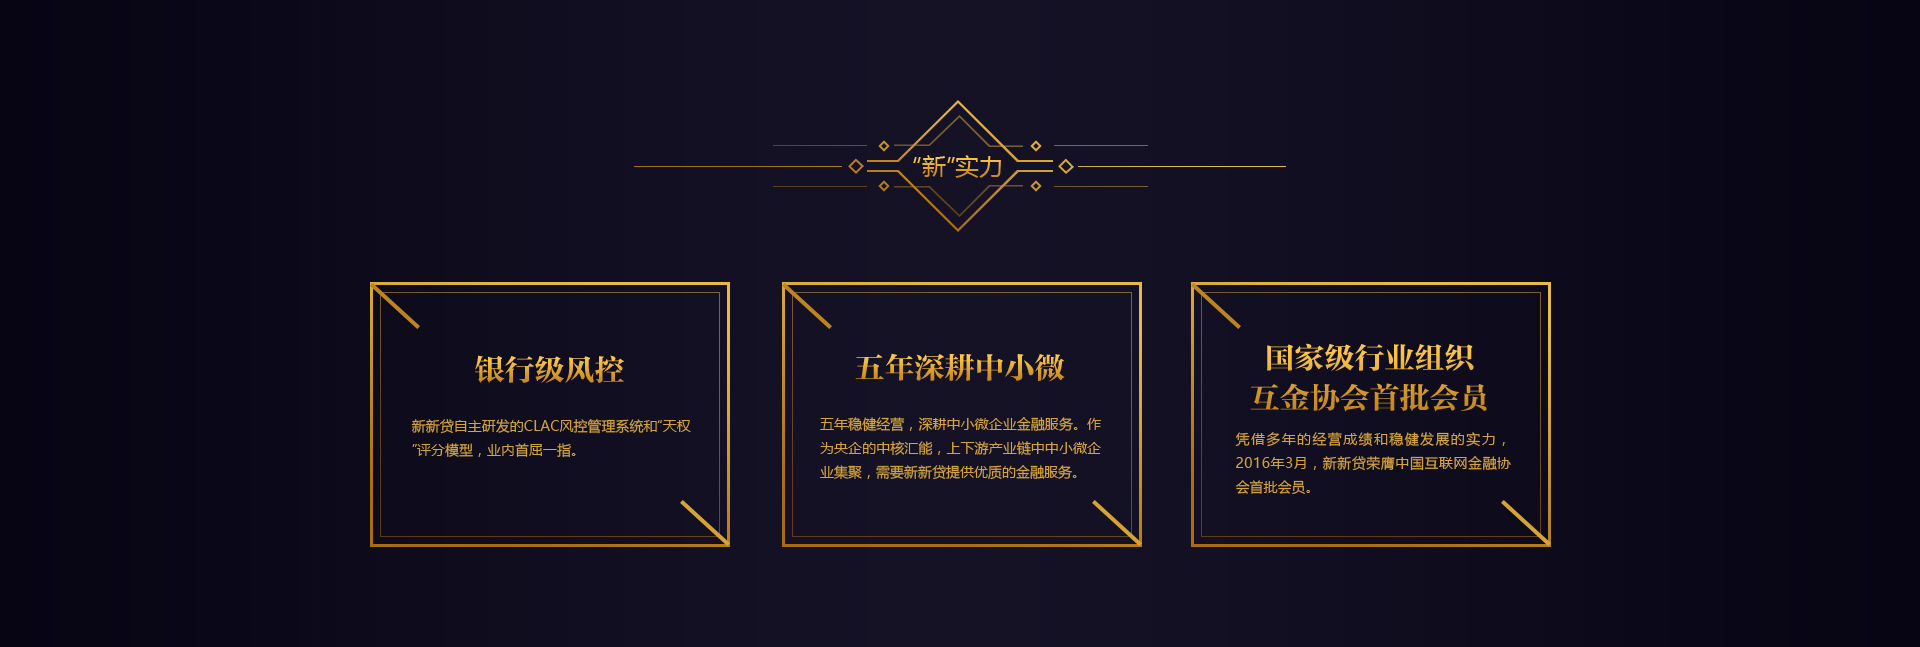 “新”实力
银行级风控
新新贷自主研发的CLAC风控管理系统和“天权
”评分模型，业内首屈一指。
五年深耕中小微
五年稳健经营，深耕中小微企业金融服务。作
为央企的中核汇能，上下游产业链中中小微企
业集聚，需要新新贷提供优质的金融服务。
国家级行业组织
互金协会首批会员
凭借多年的经营成绩和稳健发展的实力，
2016年3月，新新贷荣膺中国互联网金融协
会首批会员。